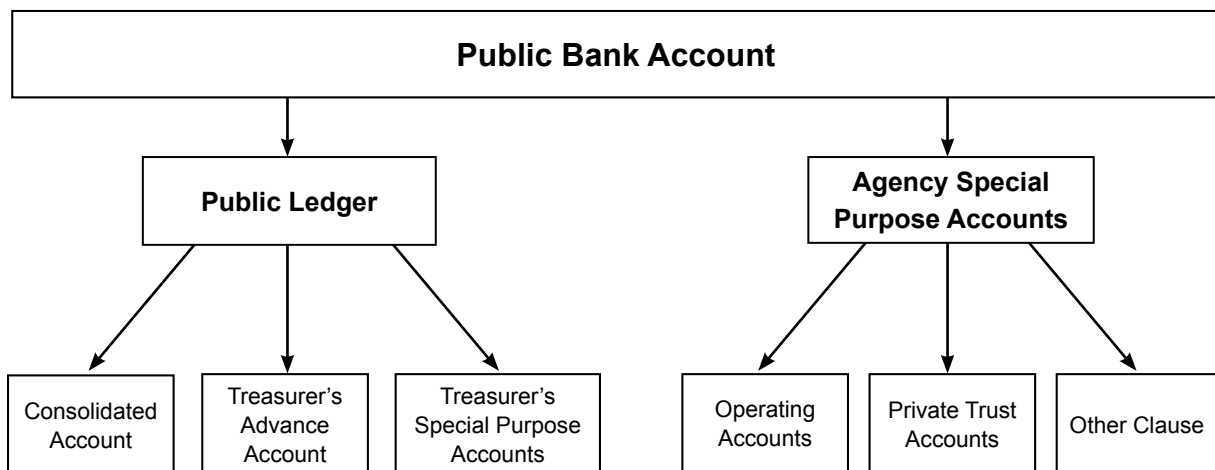 Public Bank Account
Public Ledger
Agency Special
Purpose Accounts
Consolidated
Account
Treasurer’s
Advance
Account
Treasurer’s
Special Purpose
Accounts
Operating
Accounts
Private Trust
Accounts
Other Clause